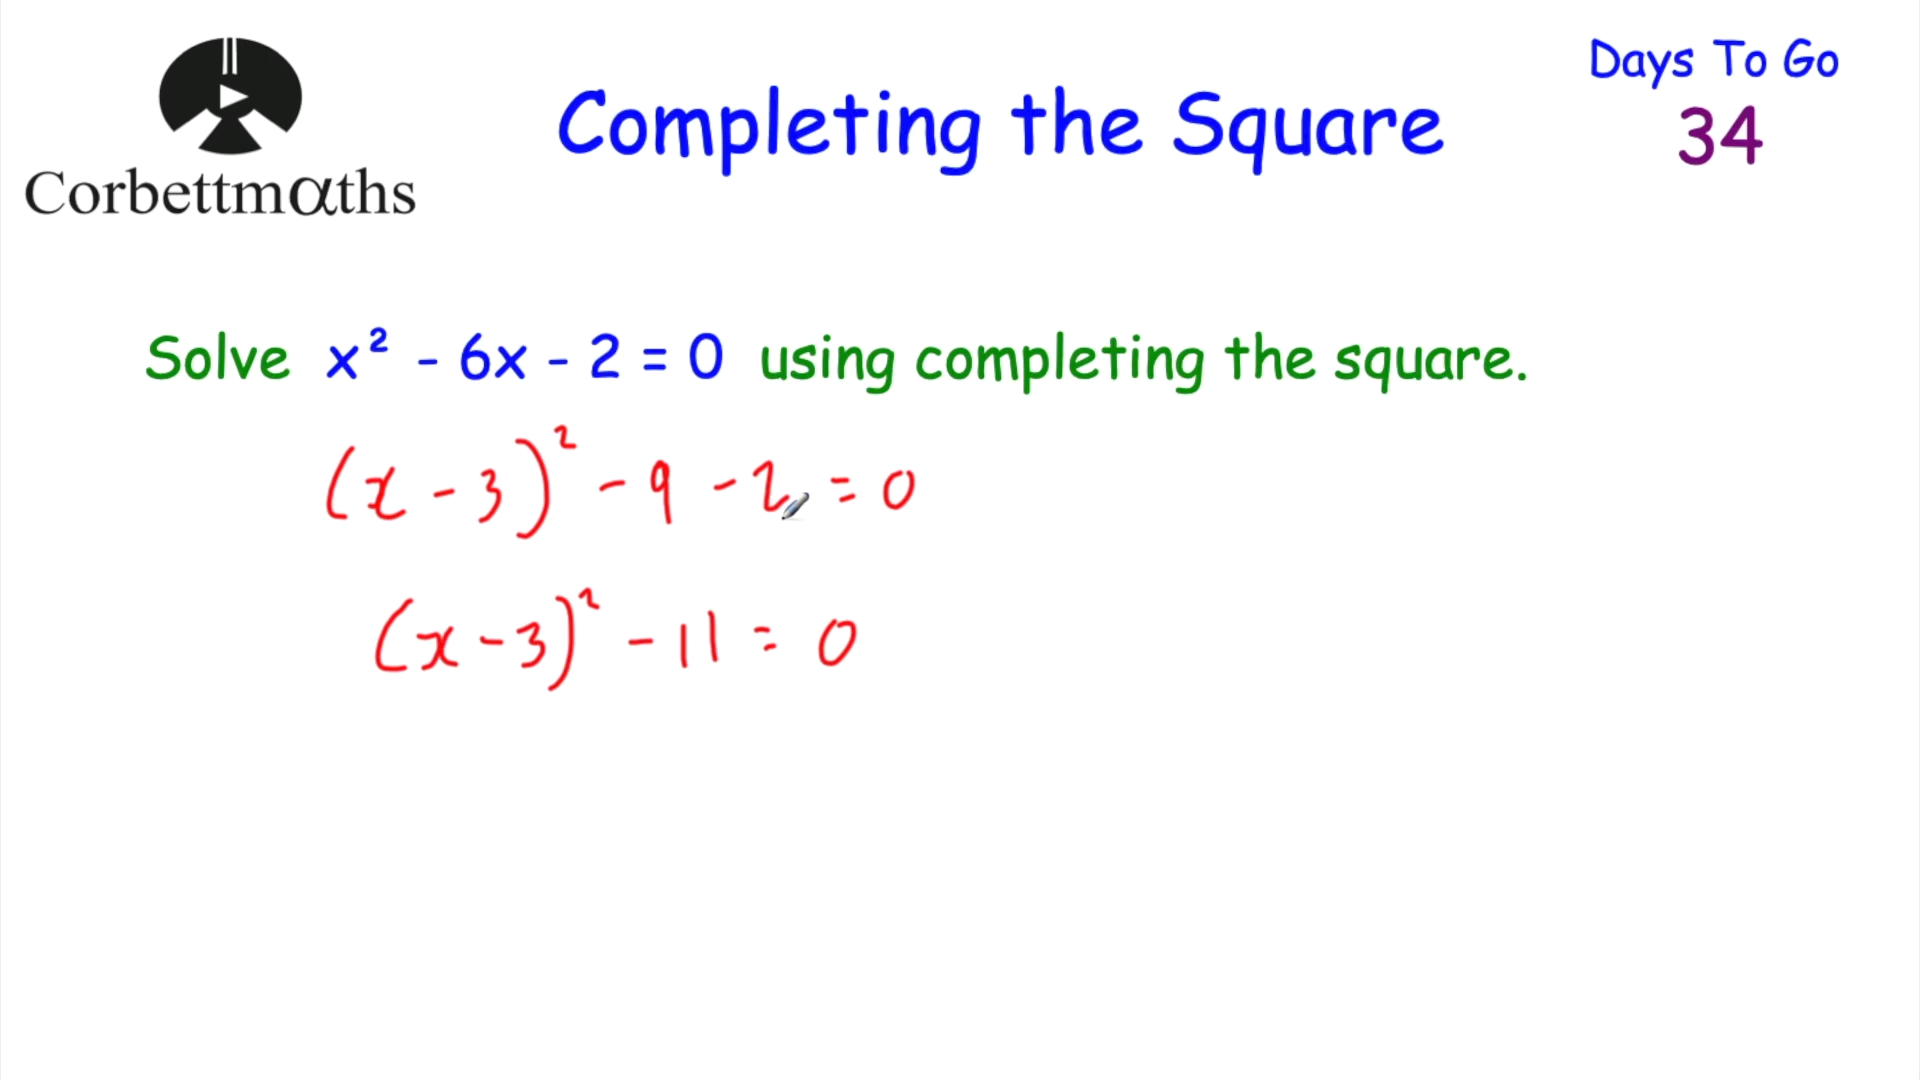 Corbettmαths
Completing the Square
Days To Go
34
Solve x² - 6x - 2 = 0 using completing the square.
(x - 3)² - 9 - 2 = 0
(x - 3)² - 11 = 0